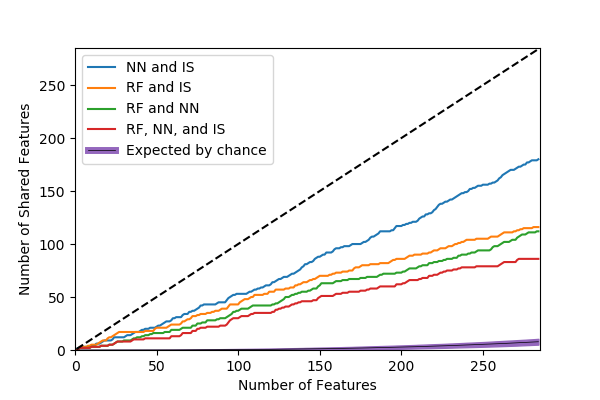 NN and IS
RF and IS
RF and NN
RF, NN, and IS
Expected by chance
250
200
150
100
50
0
0 50 100 150 200 250
Number of Shared Features
Number of Features